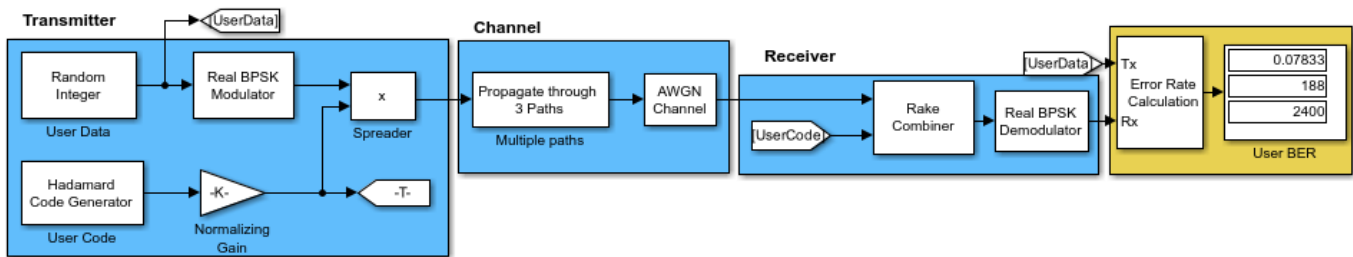 Transmitter
[UserData]
Random
Integer
User Data
Real BPSK
Modulator
x
Spreader
Hadamard
Code Generator
User Code
-K-
Normalizing
Gain
-T-
Channel
Propagate through
3 Paths
Multiple paths
AWGN
Channel
Receiver
[UserCode]
Rake
Combiner
Real BPSK
Demodulator
[UserData]
Tx
Rx
Error Rate
Calculation
0.07833
188
2400
User BER